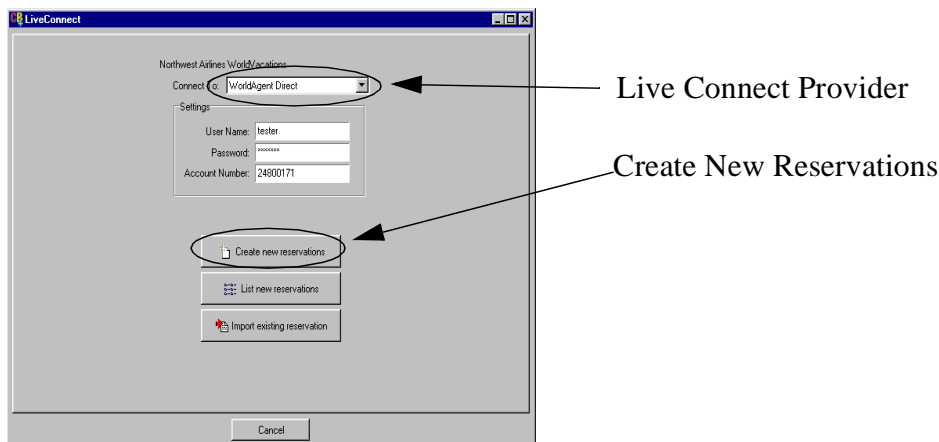 LiveConnect
Northwest Airlines WorldVacations
Connect To: WorldAgent Direct
Live Connect Provider
Settings
User Name: tester
Password: *******
Account Number: 24800171
Create New Reservations
Create new reservations
List new reservations
Import existing reservation
Cancel